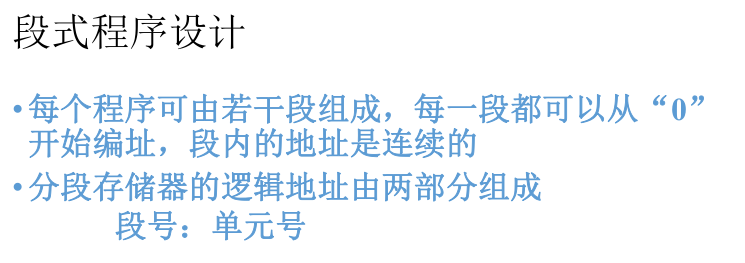 段式程序设计
•每个程序可由若干段组成，每一段都可以从“0”
开始编址，段内的地址是连续的
•分段存储器的逻辑地址由两部分组成
段号：单元号